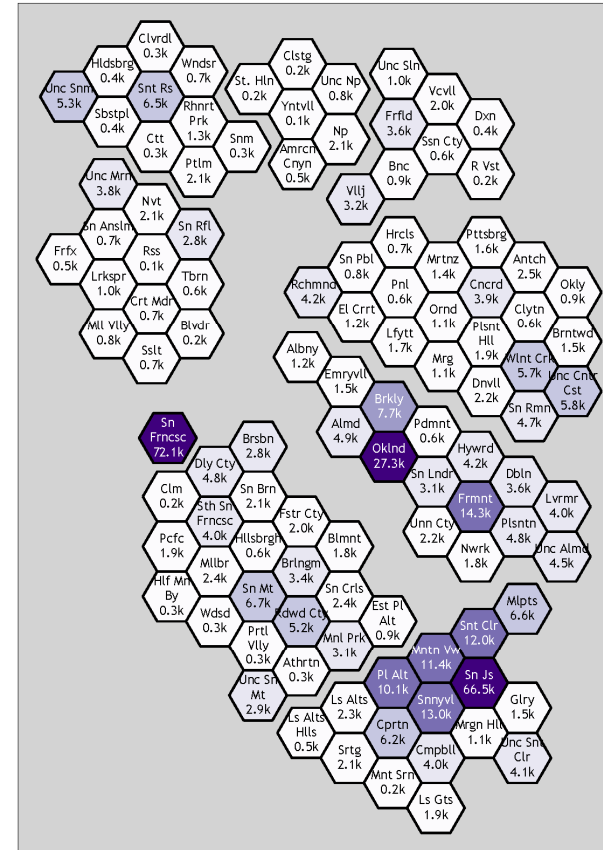 Clvrdl
0.3k
Hldsbrg
0.4k
Wndsr
0.7k
Unc Snm
5.3k
Snt Rs
6.5k
Sbstpl
0.4k
Rhnrt
Prk
1.3k
Ctt
0.3k
Snm
0.3k
Ptlm
2.1k
Clstg
0.2k
St. Hln
0.2k
Unc Np
0.8k
Yntvll
0.1k
Np
2.1k
Amrcn
Cnyn
0.5k
Unc Sln
1.0k
Vcvll
2.0k
Frfld
3.6k
Dxn
0.4k
Ssn Cty
0.6k
Bnc
0.9k
R Vst
0.2k
Vllj
3.2k
Unc Mrn
3.8k
Nvt
2.1k
Sn Anslm
0.7k
Sn Rfl
2.8k
Frfx
0.5k
Rss
0.1k
Lrkspr
1.0k
Tbrn
0.6k
Crt Mdr
0.7k
Mll Vlly
0.8k
Blvdr
0.2k
Sslt
0.7k
Hrcls
0.7k
Pttsbrg
1.6k
Sn Pbl
0.8k
Mrtnz
1.4k
Antch
2.5k
Rchmnd
4.2k
Pnl
0.6k
Cncrd
3.9k
Okly
0.9k
El Crrt
1.2k
Ornd
1.1k
Clytn
0.6k
Lfytt
1.7k
Plsnt
Hll
1.9k
Brntwd
1.5k
Mrg
1.1k
Wlnt Crk
5.7k
Dnvll
2.2k
Unc Cntr
Cst
5.8k
Sn Rmn
4.7k
Albny
1.2k
Emryvll
1.5k
Brkly
7.7k
Almd
4.9k
Pdmnt
0.6k
Oklnd
27.3k
Hywrd
4.2k
Sn Lndr
3.1k
Dbln
3.6k
Frmnt
14.3k
Lvrmr
4.0k
Unn Cty
2.2k
Plsntn
4.8k
Nwrk
1.8k
Unc Almd
4.5k
Sn
Frncsc
72.1k
Brsbn
2.8k
Dly Cty
4.8k
Clm
0.2k
Sn Brn
2.1k
Sth Sn
Frncsc
4.0k
Fstr Cty
2.0k
Pcfc
1.9k
Hllsbrgh
0.6k
Blmnt
1.8k
Mllbr
2.4k
Brlngm
3.4k
Hlf Mn
By
0.3k
Sn Mt
6.7k
Sn Crls
2.4k
Wdsd
0.3k
Rdwd Cty
5.2k
Est Pl
Alt
0.9k
Prtl
Vlly
0.3k
Mnl Prk
3.1k
Athrtn
0.3k
Unc Sn
Mt
2.9k
Mlpts
6.6k
Snt Clr
12.0k
Mntn Vw
11.4k
Pl Alt
10.1k
Sn Js
66.5k
Ls Alts
2.3k
Snnyvl
13.0k
Glry
1.5k
Ls Alts
Hlls
0.5k
Cprtn
6.2k
Mrgn Hll
1.1k
Srtg
2.1k
Cmpbll
4.0k
Unc Snt
Clr
4.1k
Mnt Srn
0.2k
Ls Gts
1.9k